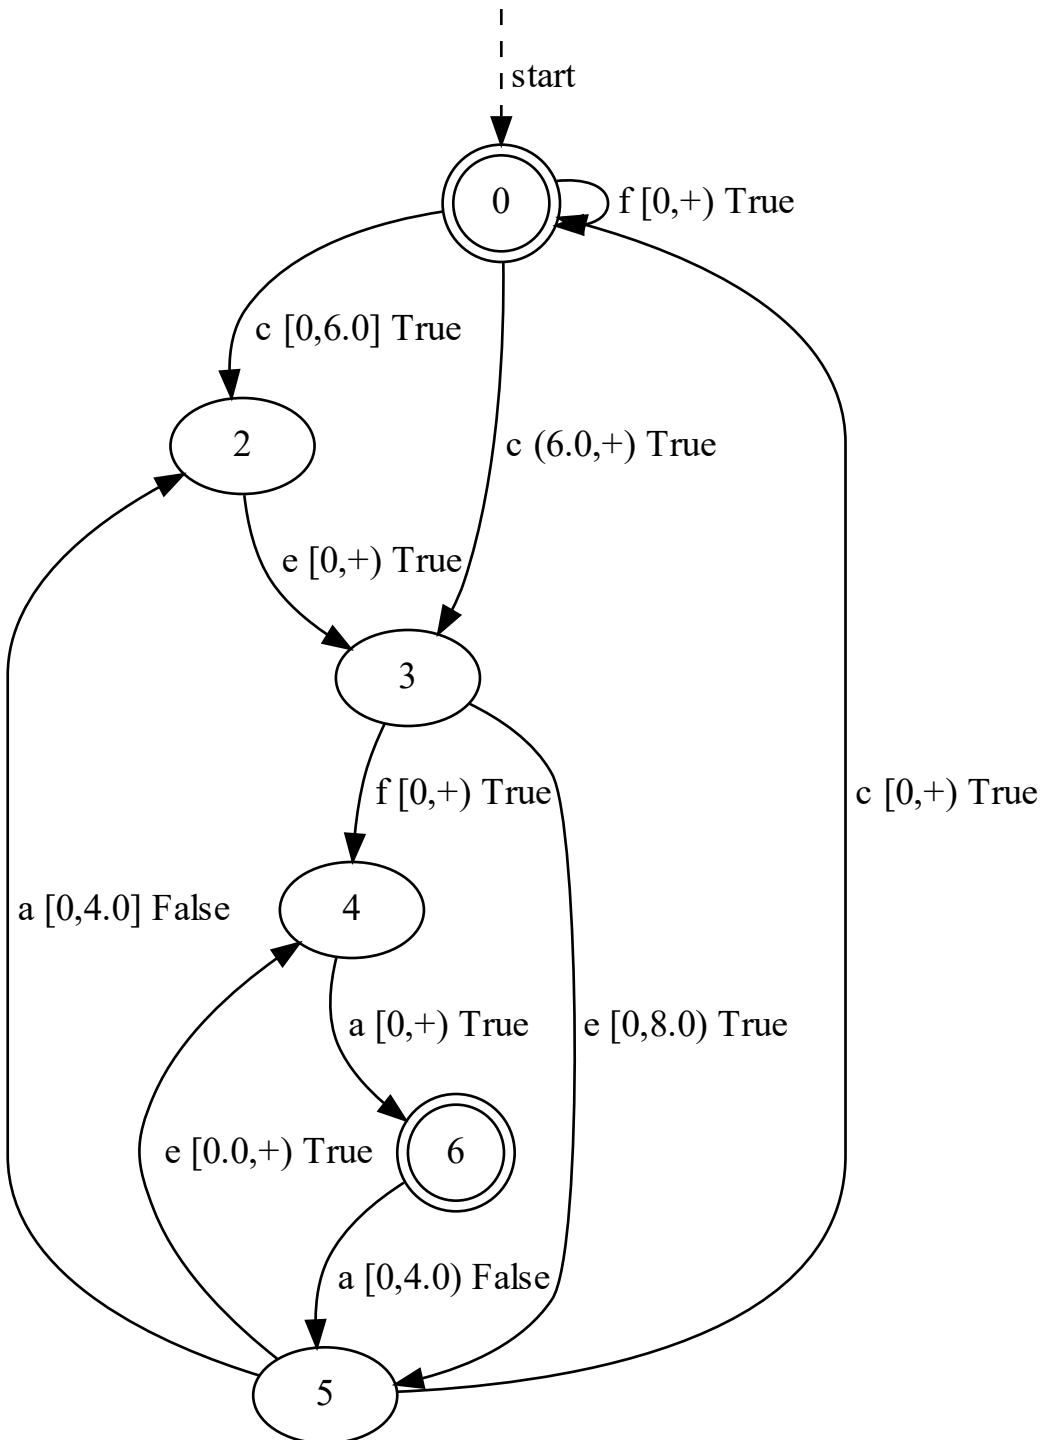 start
0
f [0,+) True
c [0,6.0] True
2
c (6.0,+) True
e [0,+) True
3
f [0,+) True
c [0,+) True
a [0,4.0] False
4
a [0,+) True
e [0,8.0) True
e [0.0,+) True
6
a [0,4.0) False
5